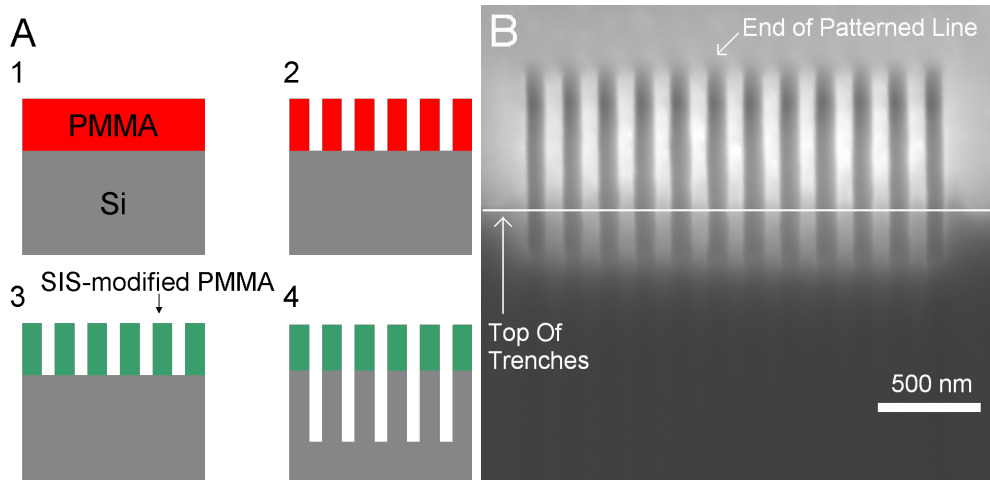 A
1
2
PMMA
Si
SIS-modified PMMA
3
4
B
End of Patterned Line
Top Of
Trenches
500 nm